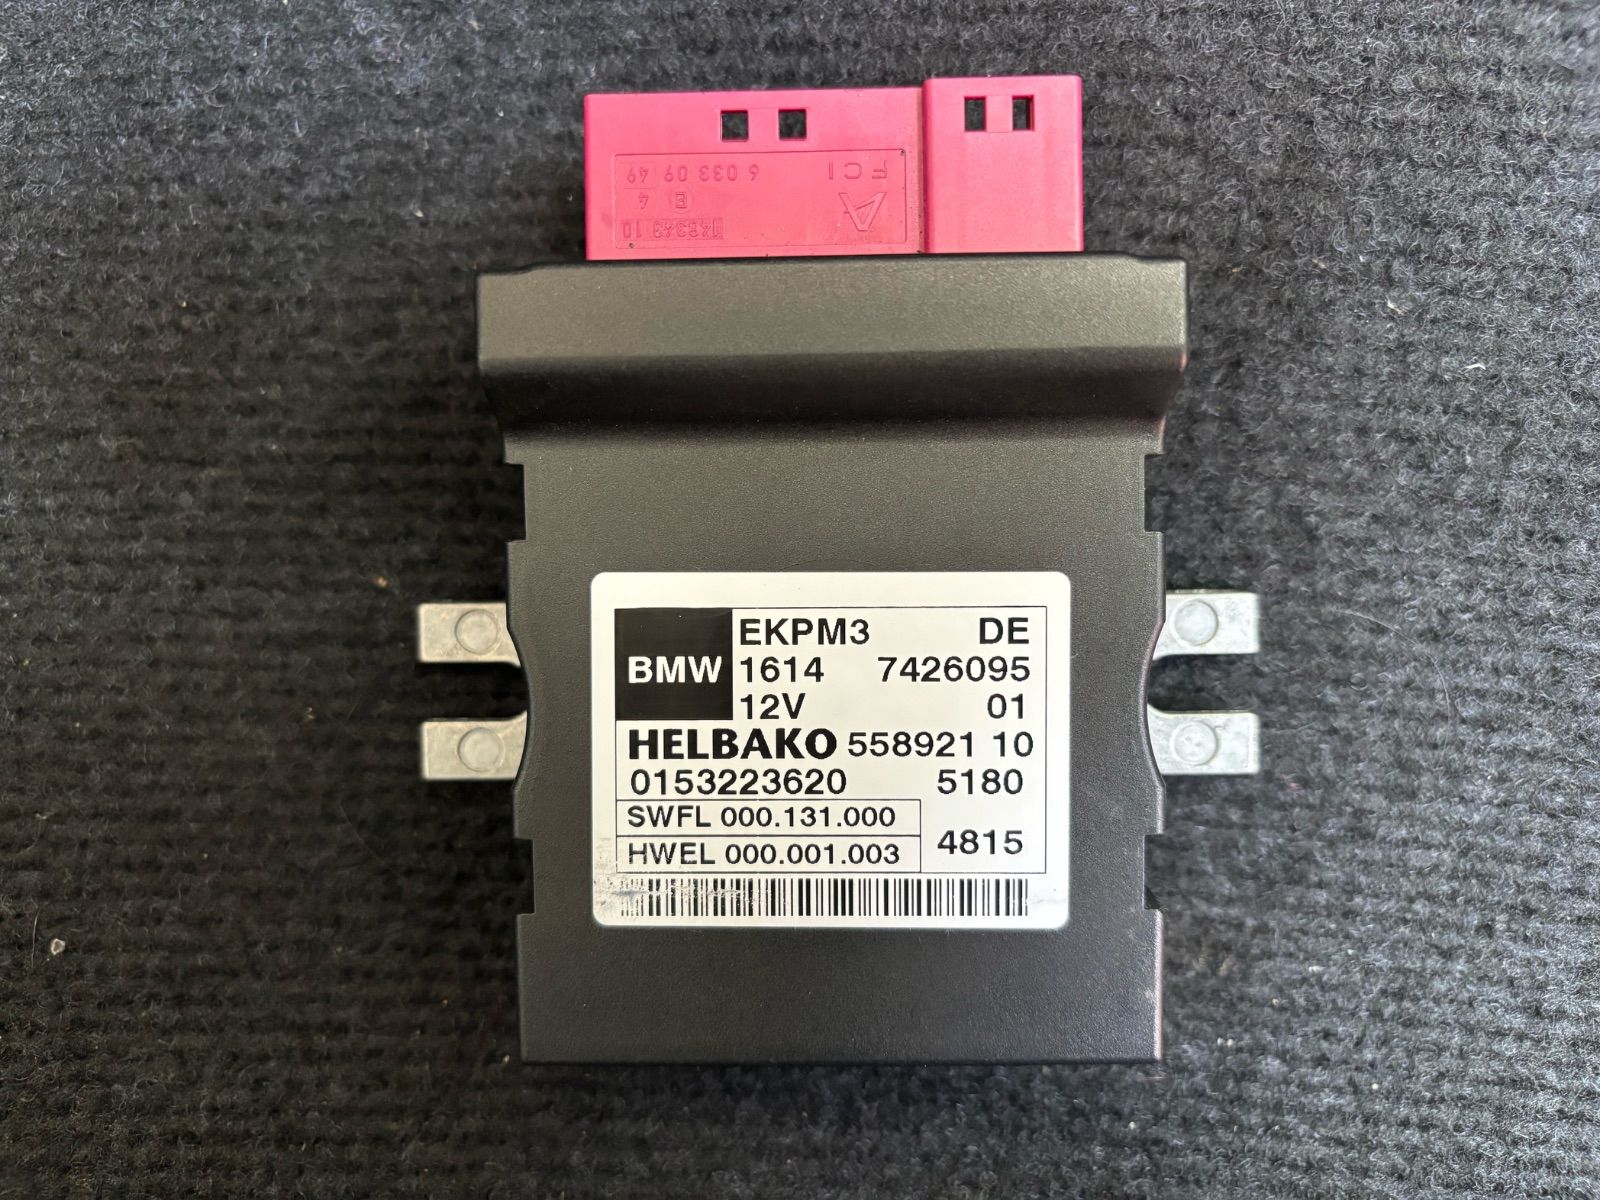 FCI
6 033 09 49
E 4
A
EKPM3 DE
BMW 1614 7426095
12V 01
HELBAKO 558921 10
0153223620 5180
SWFL 000.131.000
HWEL 000.001.003 4815